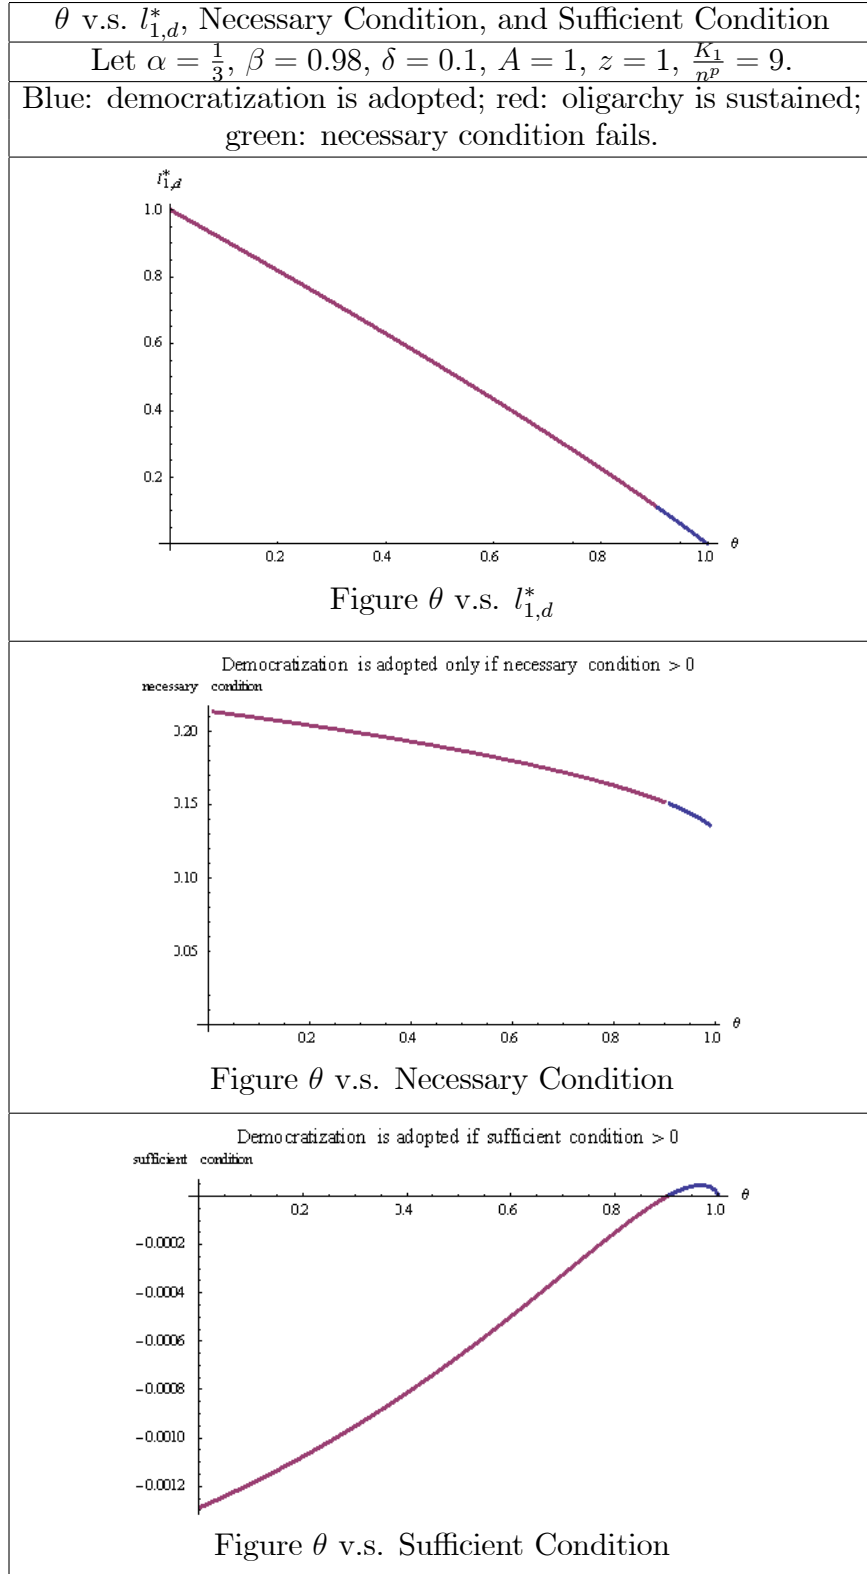 θ v.s. l*₁,d, Necessary Condition, and Sufficient Condition
Let α = 1/3, β = 0.98, δ = 0.1, A = 1, z = 1, K₁/nᵖ = 9.
Blue: democratization is adopted; red: oligarchy is sustained;
green: necessary condition fails.
l*₁,d
1.0
0.8
0.6
0.4
0.2
0.2 0.4 0.6 0.8 1.0 θ
Figure θ v.s. l*₁,d
Democratization is adopted only if necessary condition > 0
necessary condition
0.20
0.15
0.10
0.05
0.2 0.4 0.6 0.8 1.0 θ
Figure θ v.s. Necessary Condition
Democratization is adopted if sufficient condition > 0
sufficient condition
0.2 0.4 0.6 0.8 1.0 θ
−0.0002
−0.0004
−0.0006
−0.0008
−0.0010
−0.0012
Figure θ v.s. Sufficient Condition